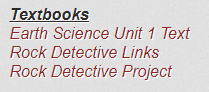 Textbooks
Earth Science Unit 1 Text
Rock Detective Links
Rock Detective Project